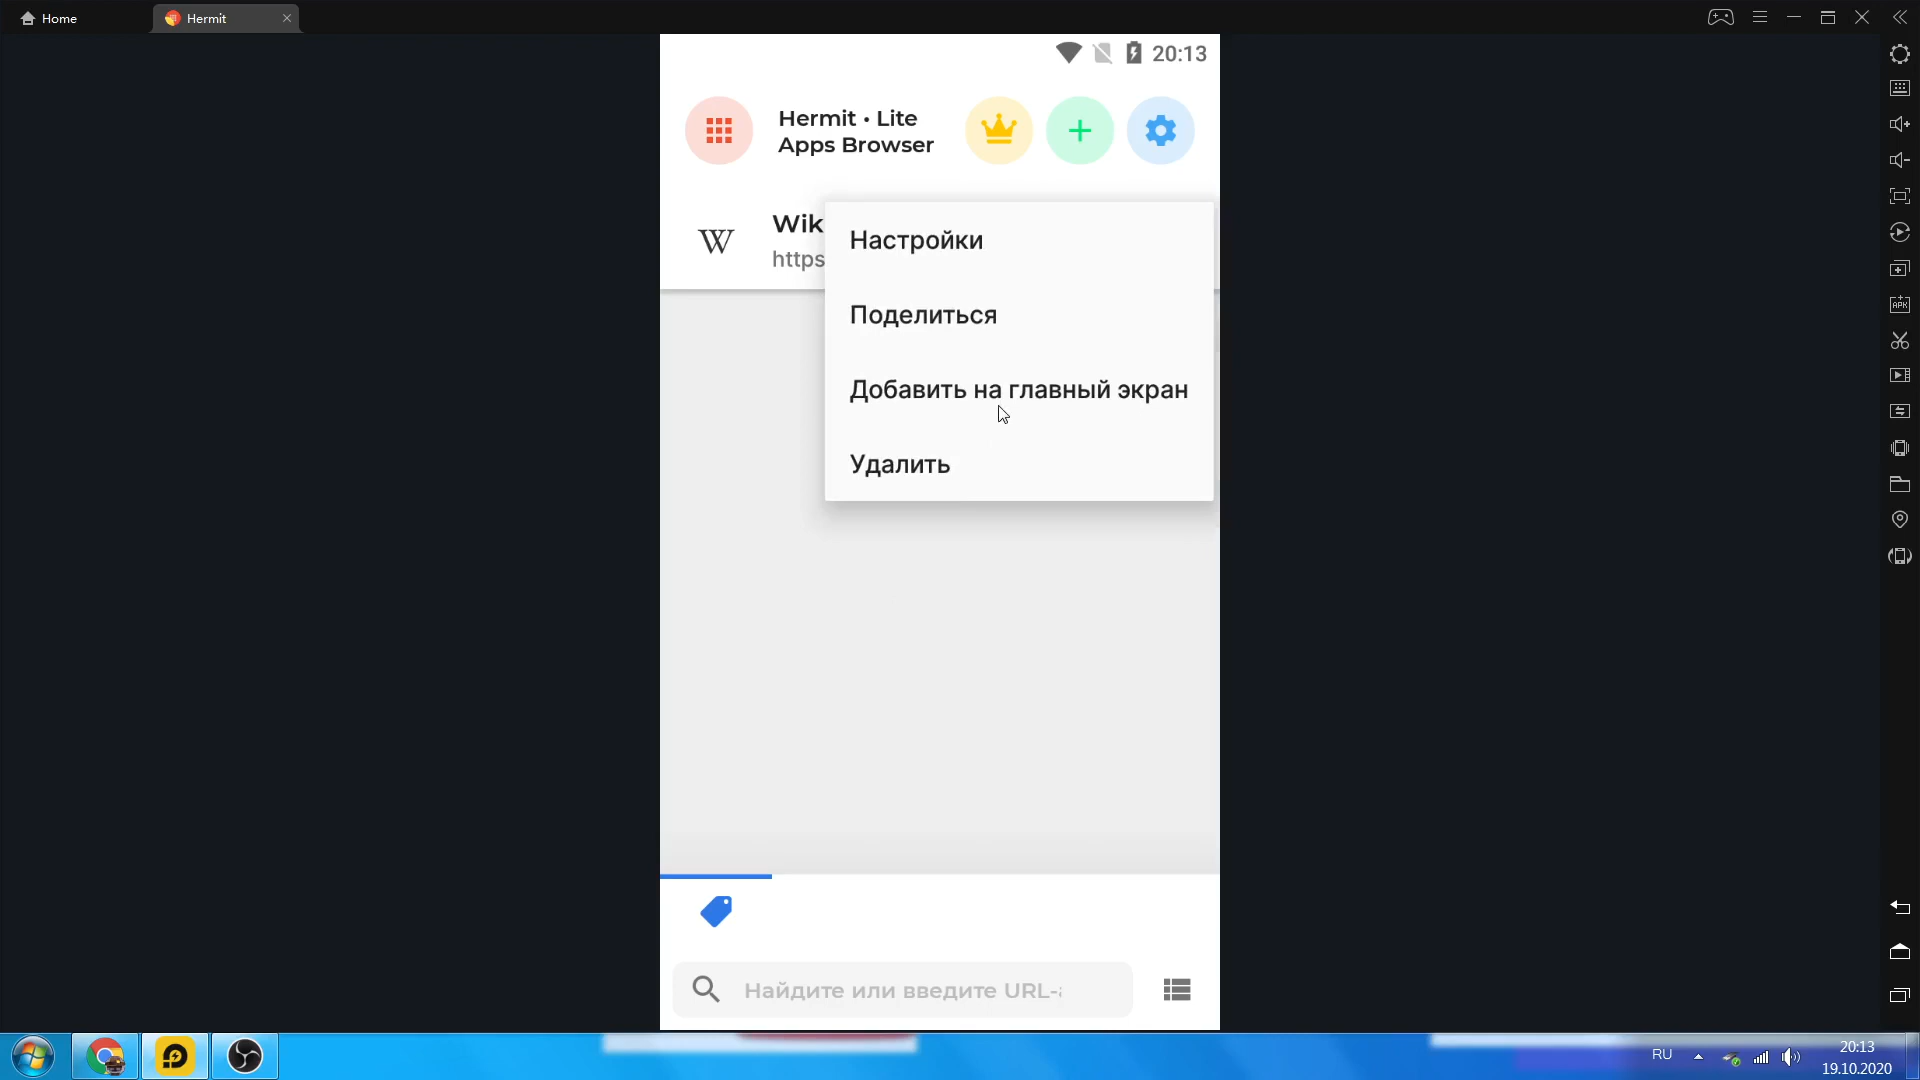 Home
Hermit
20:13
Hermit • Lite
Apps Browser
W
Wik
https
Настройки
Поделиться
Добавить на главный экран
Удалить
Найдите или введите URL-
APK
RU
20:13
19.10.2020